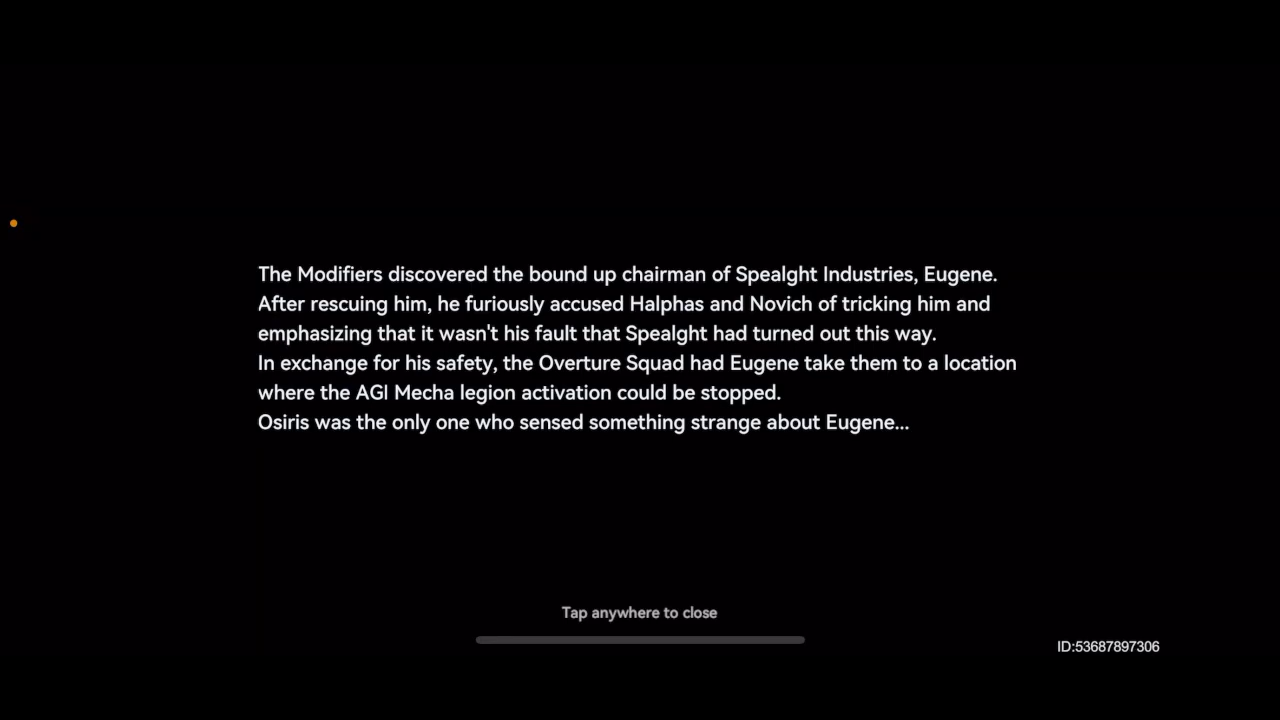 The Modifiers discovered the bound up chairman of Spealght Industries, Eugene.
After rescuing him, he furiously accused Halphas and Novich of tricking him and
emphasizing that it wasn't his fault that Spealght had turned out this way.
In exchange for his safety, the Overture Squad had Eugene take them to a location
where the AGI Mecha legion activation could be stopped.
Osiris was the only one who sensed something strange about Eugene...
Tap anywhere to close
ID:53687897306